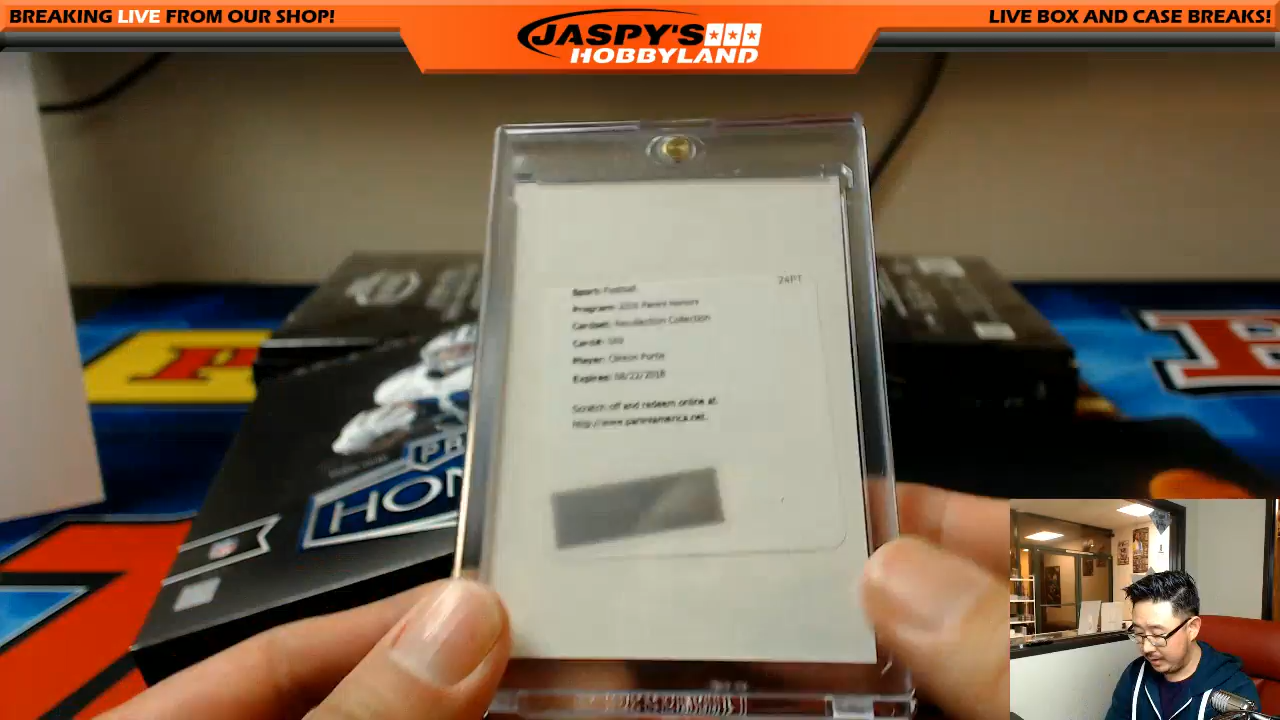 BREAKING LIVE FROM OUR SHOP!
JASPY'S
HOBBYLAND
LIVE BOX AND CASE BREAKS!
24PT
Sport: Football
Program: 2016 Panini Honors
Cardset: Recollection Collection
Card#:
Player: Clinton Portis
Expires: 08/22/2018
Scratch off and redeem online at:
http://www.paniniamerica.net.
HON